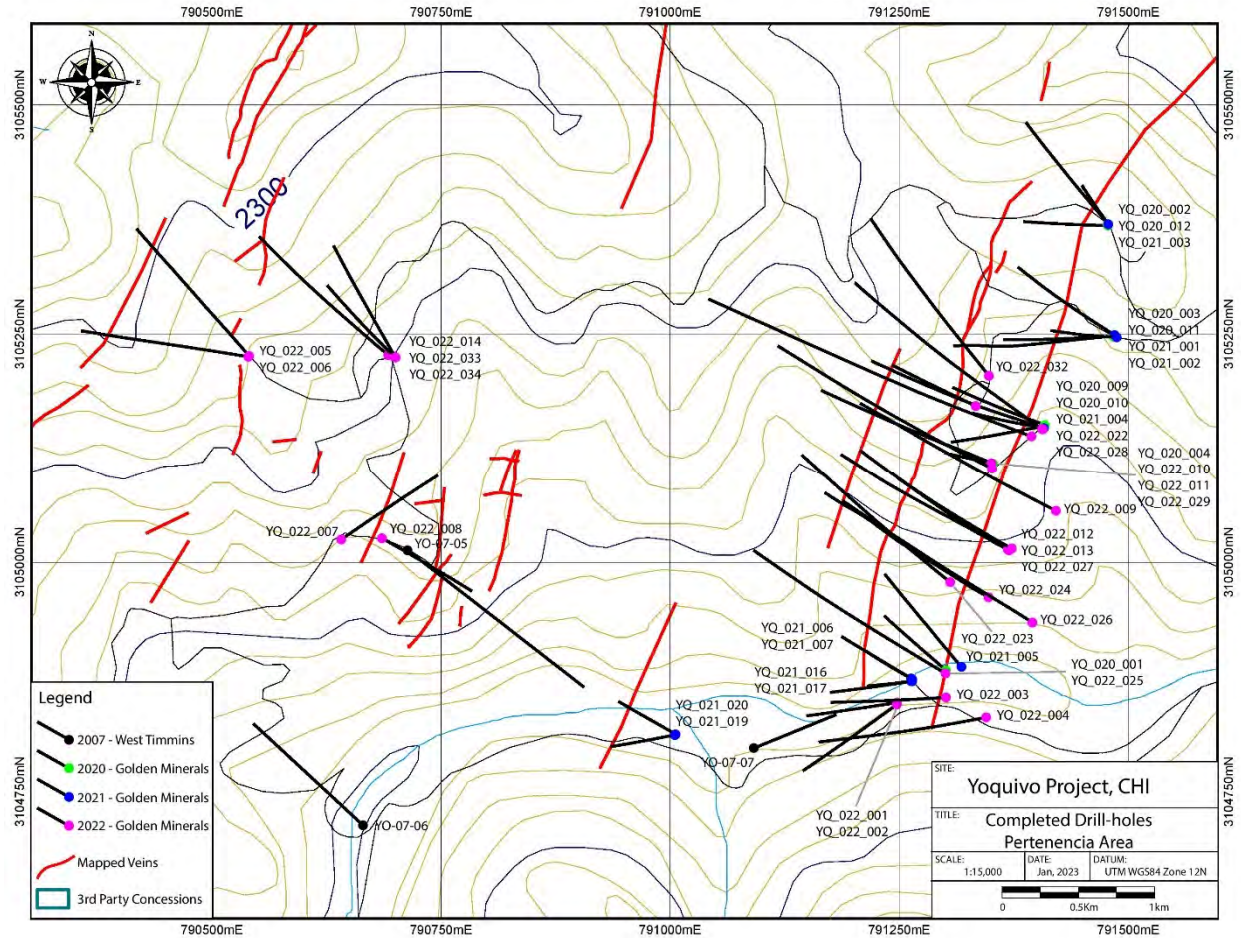 790500mE
790750mE
791000mE
791250mE
791500mE
N
W
E
S
3105500mN
3105500mN
2300
YQ_020_002
YQ_020_012
YQ_021_003
3105250mN
3105250mN
YQ_020_003
YQ_020_011
YQ_021_001
YQ_021_002
YQ_022_005
YQ_022_006
YQ_022_014
YQ_022_033
YQ_022_034
YQ_022_032
YQ_020_009
YQ_020_010
YQ_021_004
YQ_022_022
YQ_022_028
YQ_020_004
YQ_022_010
YQ_022_011
YQ_022_029
YQ_022_009
YQ_022_007
YQ_022_008
YO-07-05
YQ_022_012
YQ_022_013
YQ_022_027
3105000mN
3105000mN
YQ_022_024
YQ_022_026
YQ_021_006
YQ_021_007
YQ_022_023
YQ_021_005
YQ_020_001
YQ_022_025
YQ_021_016
YQ_021_017
YQ_022_003
YQ_022_004
YQ_021_020
YQ_021_019
YO-07-07
YO-07-06
YQ_022_001
YQ_022_002
3104750mN
3104750mN
Legend
2007 - West Timmins
2020 - Golden Minerals
2021 - Golden Minerals
2022 - Golden Minerals
Mapped Veins
3rd Party Concessions
SITE:
Yoquivo Project, CHI
TITLE:
Completed Drill-holes
Pertenencia Area
SCALE:
1:15,000
DATE:
Jan, 2023
DATUM:
UTM WGS84 Zone 12N
0
0.5Km
1km
790500mE
790750mE
791000mE
791250mE
791500mE